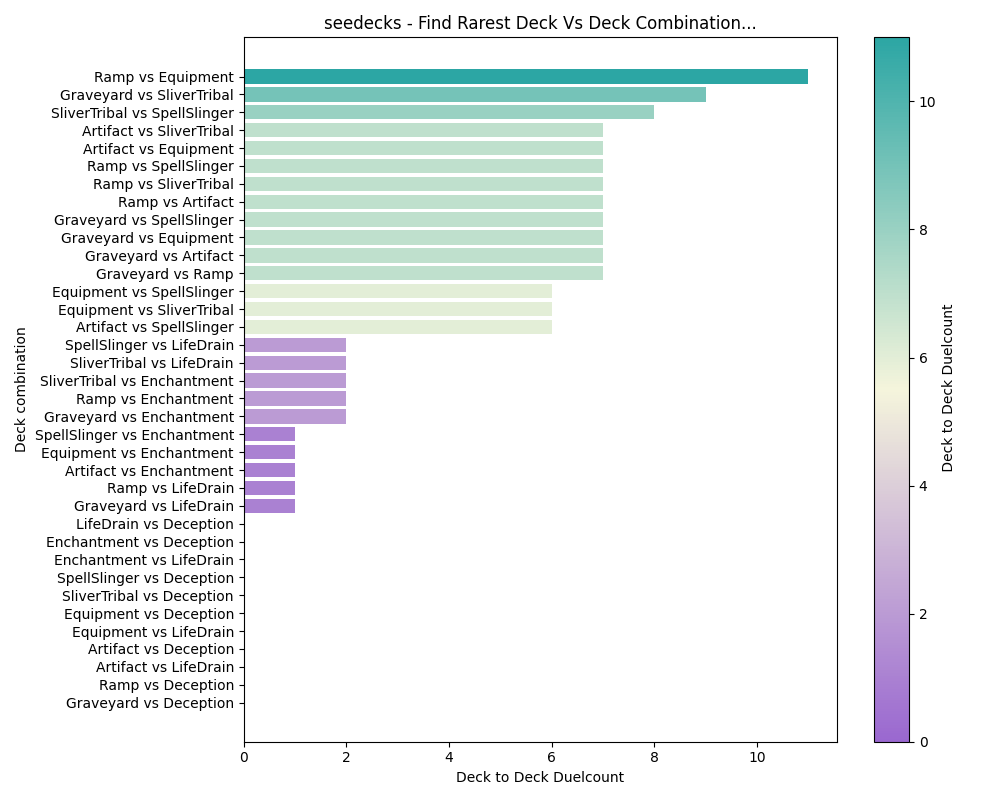 seedecks - Find Rarest Deck Vs Deck Combination...
Ramp vs Equipment
Graveyard vs SliverTribal
SliverTribal vs SpellSlinger
Artifact vs SliverTribal
Artifact vs Equipment
Ramp vs SpellSlinger
Ramp vs SliverTribal
Ramp vs Artifact
Graveyard vs SpellSlinger
Graveyard vs Equipment
Graveyard vs Artifact
Graveyard vs Ramp
Equipment vs SpellSlinger
Equipment vs SliverTribal
Artifact vs SpellSlinger
SpellSlinger vs LifeDrain
SliverTribal vs LifeDrain
SliverTribal vs Enchantment
Ramp vs Enchantment
Graveyard vs Enchantment
SpellSlinger vs Enchantment
Equipment vs Enchantment
Artifact vs Enchantment
Ramp vs LifeDrain
Graveyard vs LifeDrain
LifeDrain vs Deception
Enchantment vs Deception
Enchantment vs LifeDrain
SpellSlinger vs Deception
SliverTribal vs Deception
Equipment vs Deception
Equipment vs LifeDrain
Artifact vs Deception
Artifact vs LifeDrain
Ramp vs Deception
Graveyard vs Deception
Deck combination
0 2 4 6 8 10
Deck to Deck Duelcount
10
8
6
4
2
0
Deck to Deck Duelcount